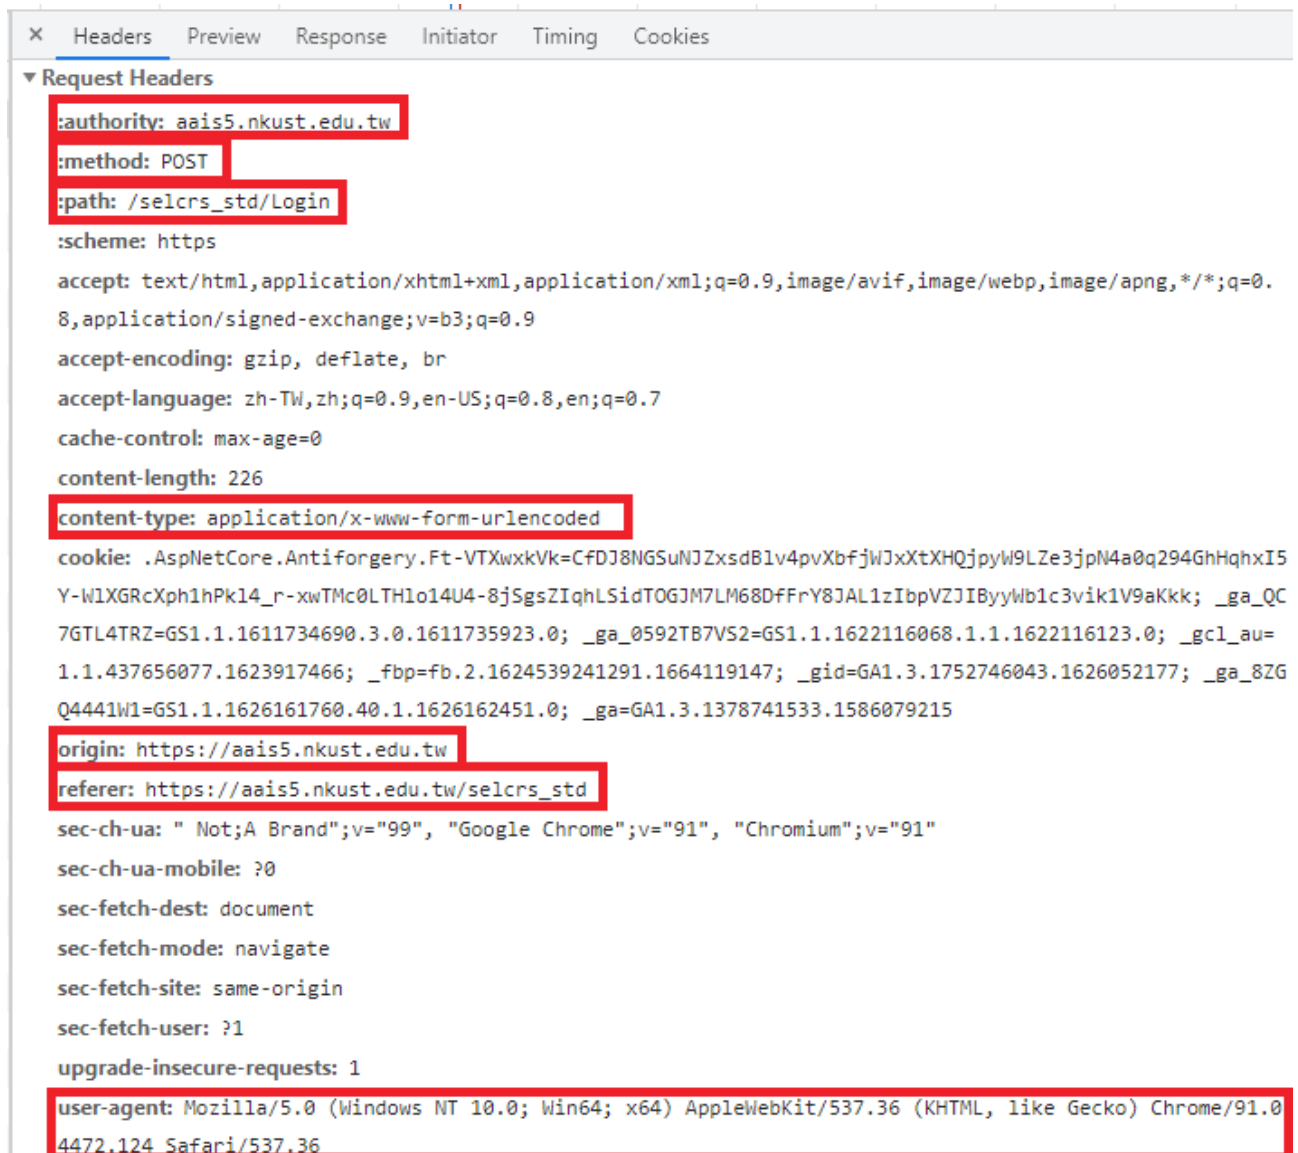 × Headers Preview Response Initiator Timing Cookies
▼ Request Headers
:authority: aais5.nkust.edu.tw
:method: POST
:path: /selcrs_std/Login
:scheme: https
accept: text/html,application/xhtml+xml,application/xml;q=0.9,image/avif,image/webp,image/apng,*/*;q=0.
8,application/signed-exchange;v=b3;q=0.9
accept-encoding: gzip, deflate, br
accept-language: zh-TW,zh;q=0.9,en-US;q=0.8,en;q=0.7
cache-control: max-age=0
content-length: 226
content-type: application/x-www-form-urlencoded
cookie: .AspNetCore.Antiforgery.Ft-VTXwxkVk=CfDJ8NGSuNJZxsdBlv4pvXbfjWJxXtXHQjpyW9LZe3jpN4a0q294GhHqhxI5
Y-WlXGRcXph1hPkl4_r-xwTMc0LTHlo14U4-8jSgsZIqhLSidTOGJM7LM68DfFrY8JAL1zIbpVZJIByyWb1c3vik1V9aKkk; _ga_QC
7GTL4TRZ=GS1.1.1611734690.3.0.1611735923.0; _ga_0592TB7VS2=GS1.1.1622116068.1.1.1622116123.0; _gcl_au=
1.1.437656077.1623917466; _fbp=fb.2.1624539241291.1664119147; _gid=GA1.3.1752746043.1626052177; _ga_8ZG
Q4441W1=GS1.1.1626161760.40.1.1626162451.0; _ga=GA1.3.1378741533.1586079215
origin: https://aais5.nkust.edu.tw
referer: https://aais5.nkust.edu.tw/selcrs_std
sec-ch-ua: " Not;A Brand";v="99", "Google Chrome";v="91", "Chromium";v="91"
sec-ch-ua-mobile: ?0
sec-fetch-dest: document
sec-fetch-mode: navigate
sec-fetch-site: same-origin
sec-fetch-user: ?1
upgrade-insecure-requests: 1
user-agent: Mozilla/5.0 (Windows NT 10.0; Win64; x64) AppleWebKit/537.36 (KHTML, like Gecko) Chrome/91.0
4472.124 Safari/537.36